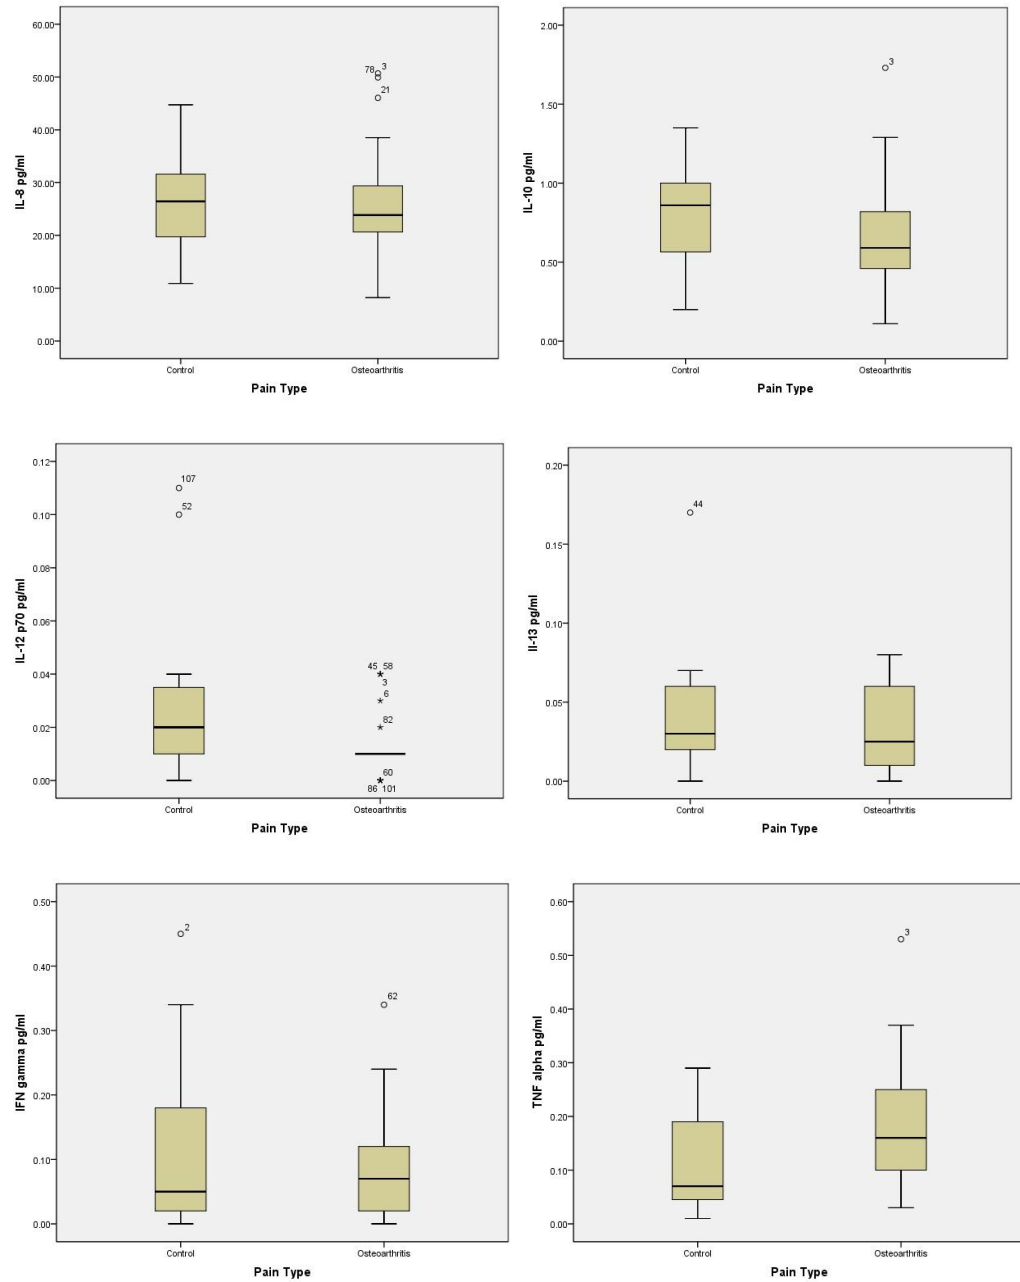 60.00
50.00
40.00
30.00
20.00
10.00
0.00
IL-8 pg/ml
78 3
21
Control Osteoarthritis
Pain Type
2.00
1.50
1.00
0.50
0.00
IL-10 pg/ml
3
Control Osteoarthritis
Pain Type
0.12
0.10
0.08
0.06
0.04
0.02
0.00
IL-12 p70 pg/ml
107
52
45 58
3
6
82
60
86 101
Control Osteoarthritis
Pain Type
0.20
0.15
0.10
0.05
0.00
Il-13 pg/ml
44
Control Osteoarthritis
Pain Type
0.50
0.40
0.30
0.20
0.10
0.00
IFN gamma pg/ml
2
62
Control Osteoarthritis
Pain Type
0.60
0.50
0.40
0.30
0.20
0.10
0.00
TNF alpha pg/ml
3
Control Osteoarthritis
Pain Type